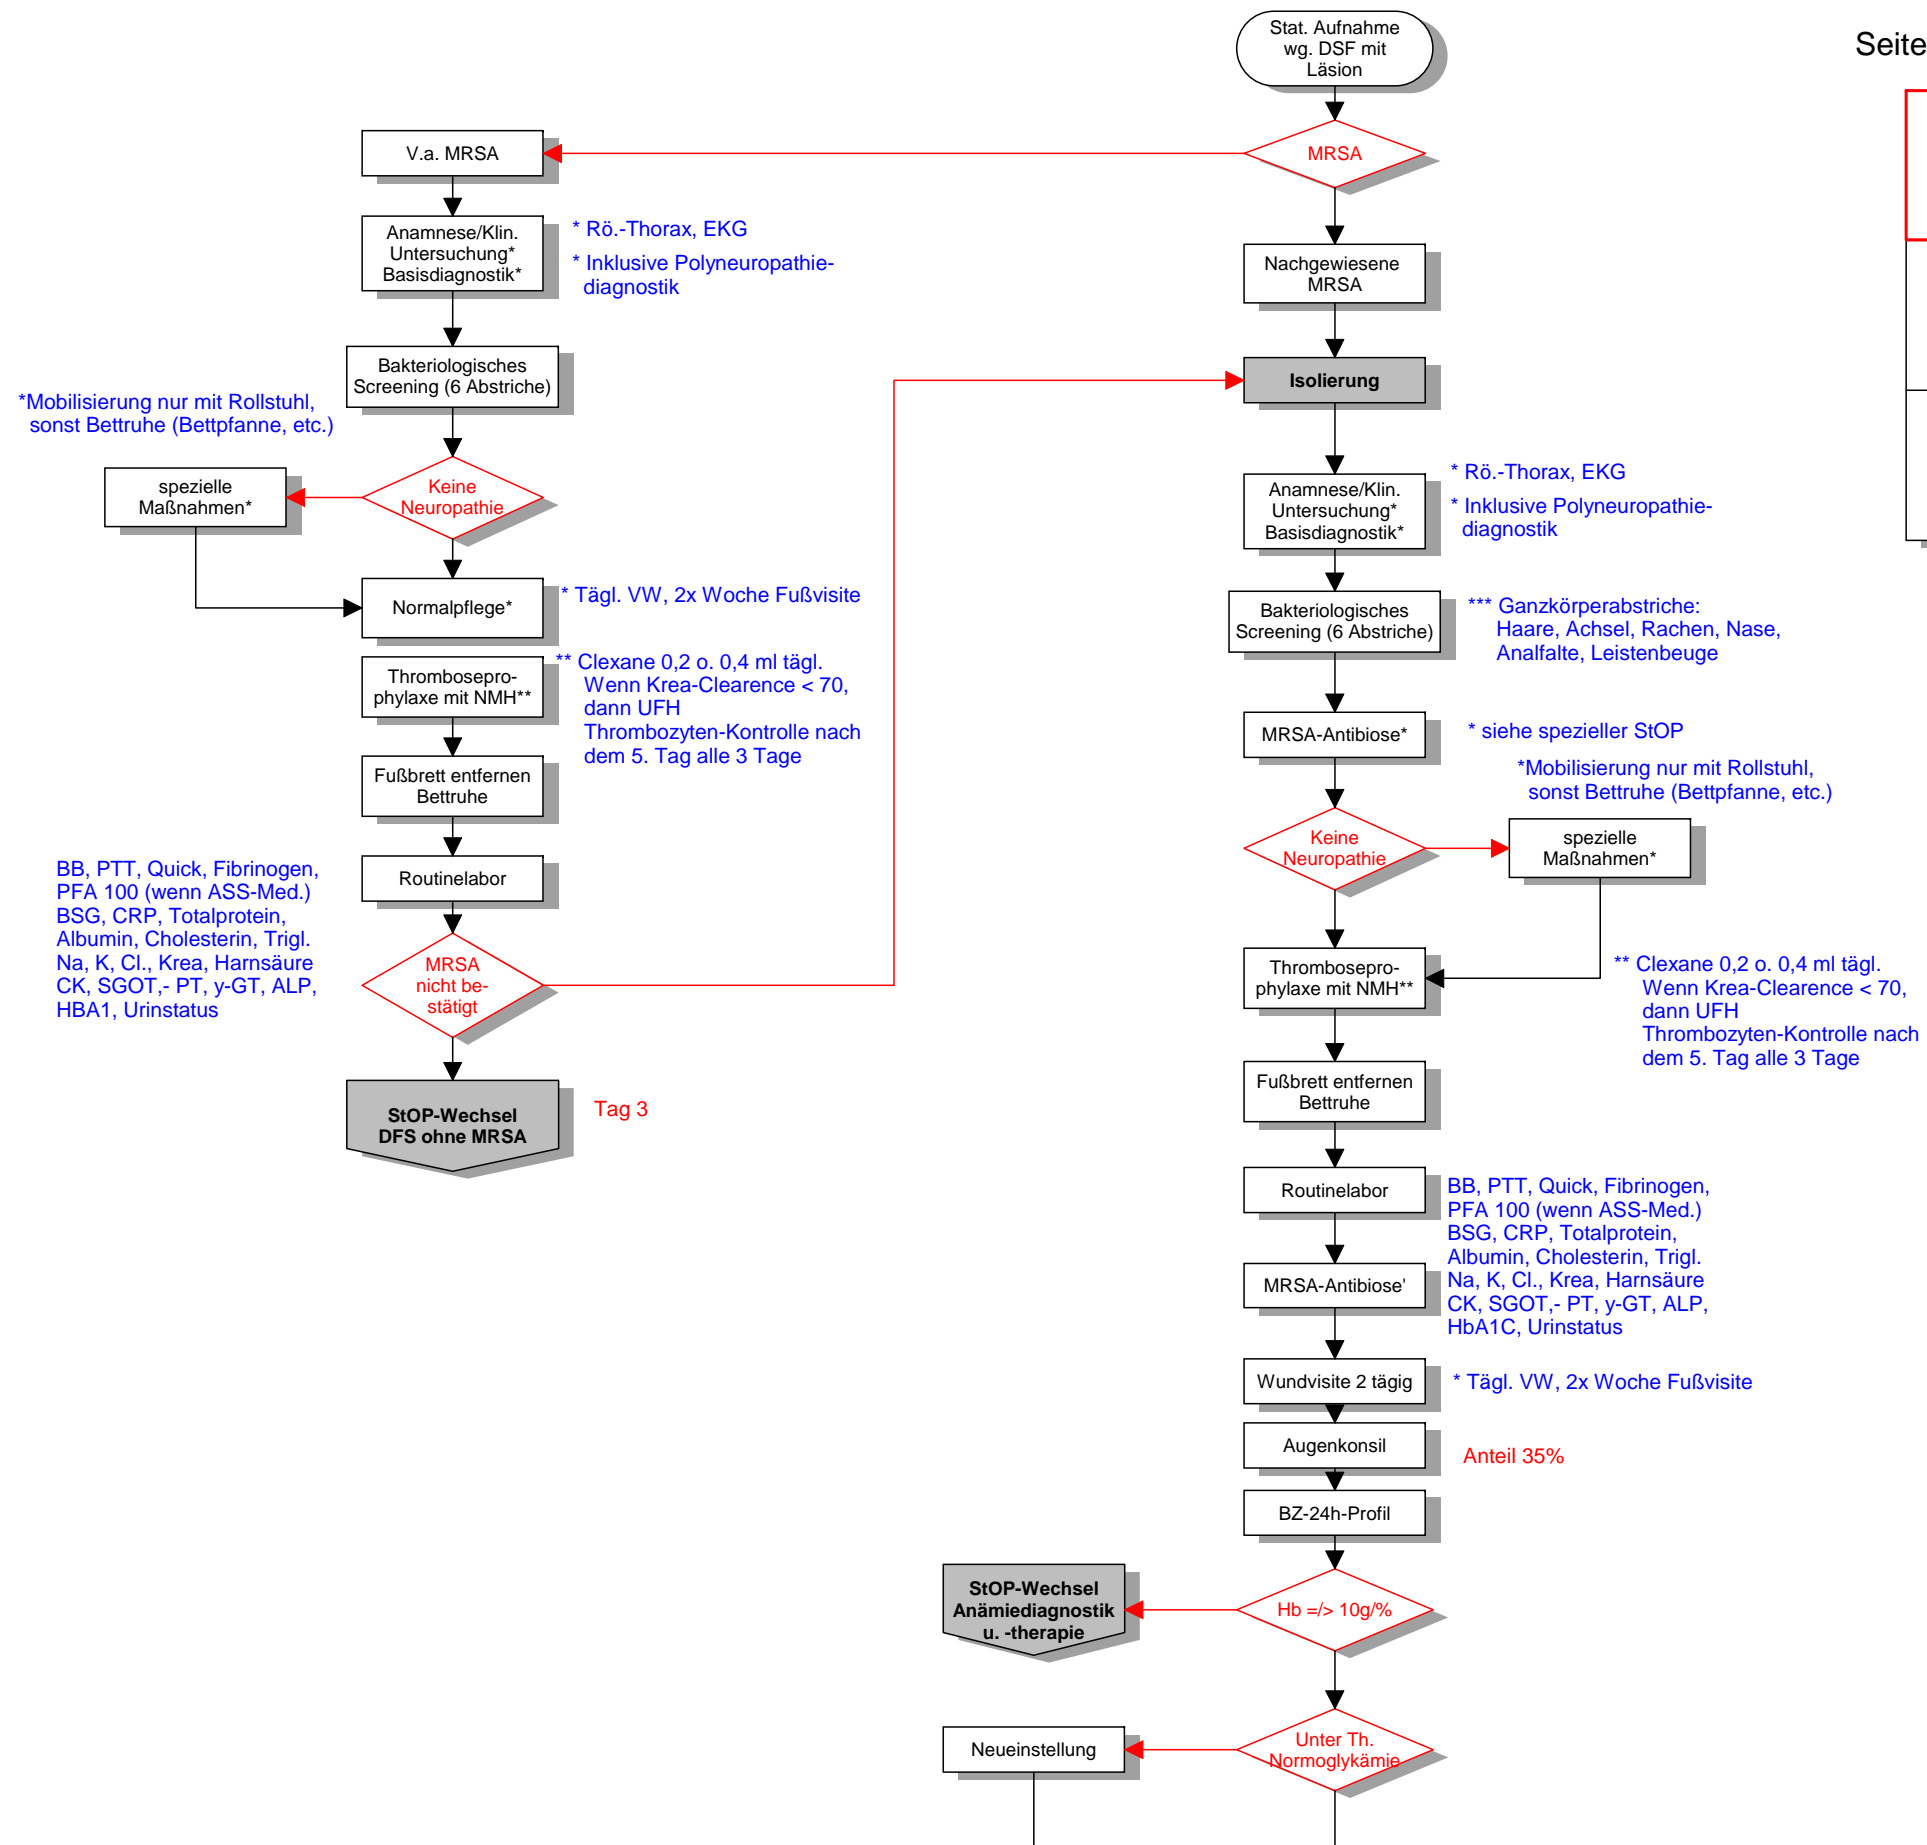 Stat. Aufnahme
wg. DSF mit
Läsion
Seite
V.a. MRSA
MRSA
Anamnese/Klin.
Untersuchung*
Basisdiagnostik*
* Rö.-Thorax, EKG
* Inklusive Polyneuropathie-
diagnostik
Nachgewiesene
MRSA
Bakteriologisches
Screening (6 Abstriche)
Isolierung
*Mobilisierung nur mit Rollstuhl,
sonst Bettruhe (Bettpfanne, etc.)
spezielle
Maßnahmen*
Keine
Neuropathie
Anamnese/Klin.
Untersuchung*
Basisdiagnostik*
* Rö.-Thorax, EKG
* Inklusive Polyneuropathie-
diagnostik
Normalpflege*
* Tägl. VW, 2x Woche Fußvisite
Bakteriologisches
Screening (6 Abstriche)
*** Ganzkörperabstriche:
Haare, Achsel, Rachen, Nase,
Analfalte, Leistenbeuge
Thrombosepro-
phylaxe mit NMH**
** Clexane 0,2 o. 0,4 ml tägl.
Wenn Krea-Clearence < 70,
dann UFH
Thrombozyten-Kontrolle nach
dem 5. Tag alle 3 Tage
MRSA-Antibiose*
* siehe spezieller StOP
Fußbrett entfernen
Bettruhe
*Mobilisierung nur mit Rollstuhl,
sonst Bettruhe (Bettpfanne, etc.)
Keine
Neuropathie
spezielle
Maßnahmen*
BB, PTT, Quick, Fibrinogen,
PFA 100 (wenn ASS-Med.)
BSG, CRP, Totalprotein,
Albumin, Cholesterin, Trigl.
Na, K, Cl., Krea, Harnsäure
CK, SGOT,- PT, y-GT, ALP,
HBA1, Urinstatus
Routinelabor
MRSA
nicht be-
stätigt
Thrombosepro-
phylaxe mit NMH**
** Clexane 0,2 o. 0,4 ml tägl.
Wenn Krea-Clearence < 70,
dann UFH
Thrombozyten-Kontrolle nach
dem 5. Tag alle 3 Tage
StOP-Wechsel
DFS ohne MRSA
Tag 3
Fußbrett entfernen
Bettruhe
Routinelabor
BB, PTT, Quick, Fibrinogen,
PFA 100 (wenn ASS-Med.)
BSG, CRP, Totalprotein,
Albumin, Cholesterin, Trigl.
Na, K, Cl., Krea, Harnsäure
CK, SGOT,- PT, y-GT, ALP,
HbA1C, Urinstatus
MRSA-Antibiose'
Wundvisite 2 tägig
* Tägl. VW, 2x Woche Fußvisite
Augenkonsil
Anteil 35%
BZ-24h-Profil
StOP-Wechsel
Anämiediagnostik
u. -therapie
Hb =/> 10g/%
Neueinstellung
Unter Th.
Normoglykämie